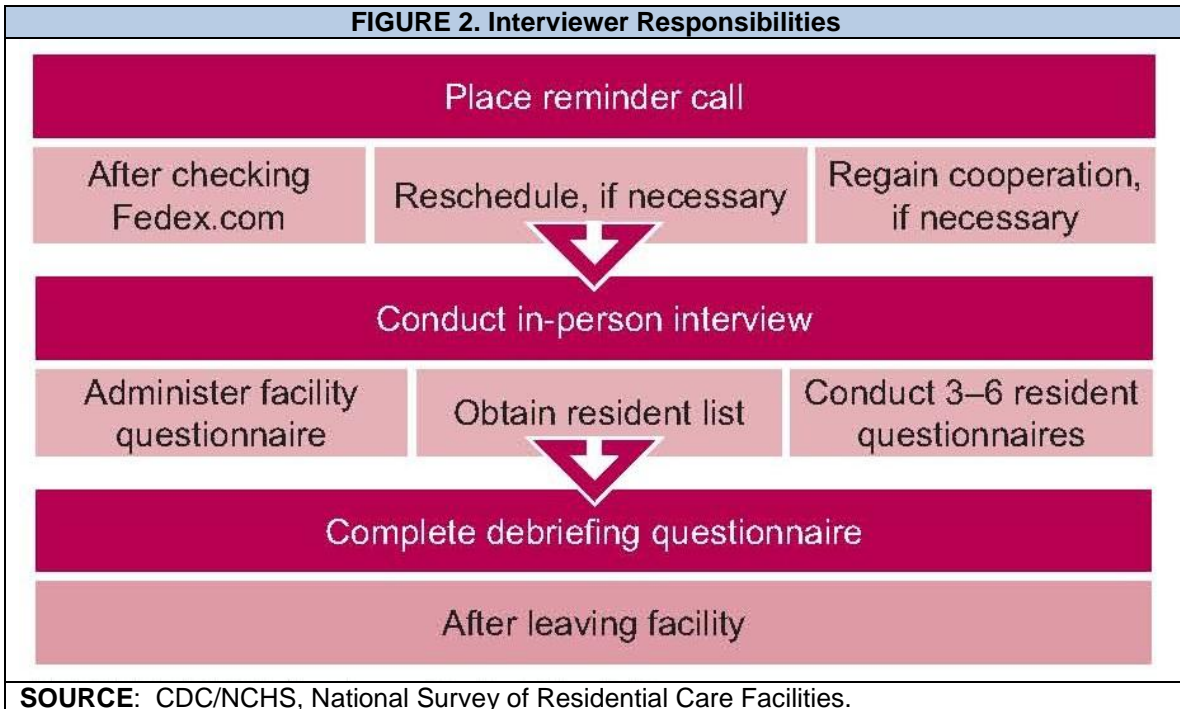 FIGURE 2. Interviewer Responsibilities
Place reminder call
After checking
Fedex.com
Reschedule, if necessary
Regain cooperation,
if necessary
Conduct in-person interview
Administer facility
questionnaire
Obtain resident list
Conduct 3–6 resident
questionnaires
Complete debriefing questionnaire
After leaving facility
SOURCE: CDC/NCHS, National Survey of Residential Care Facilities.